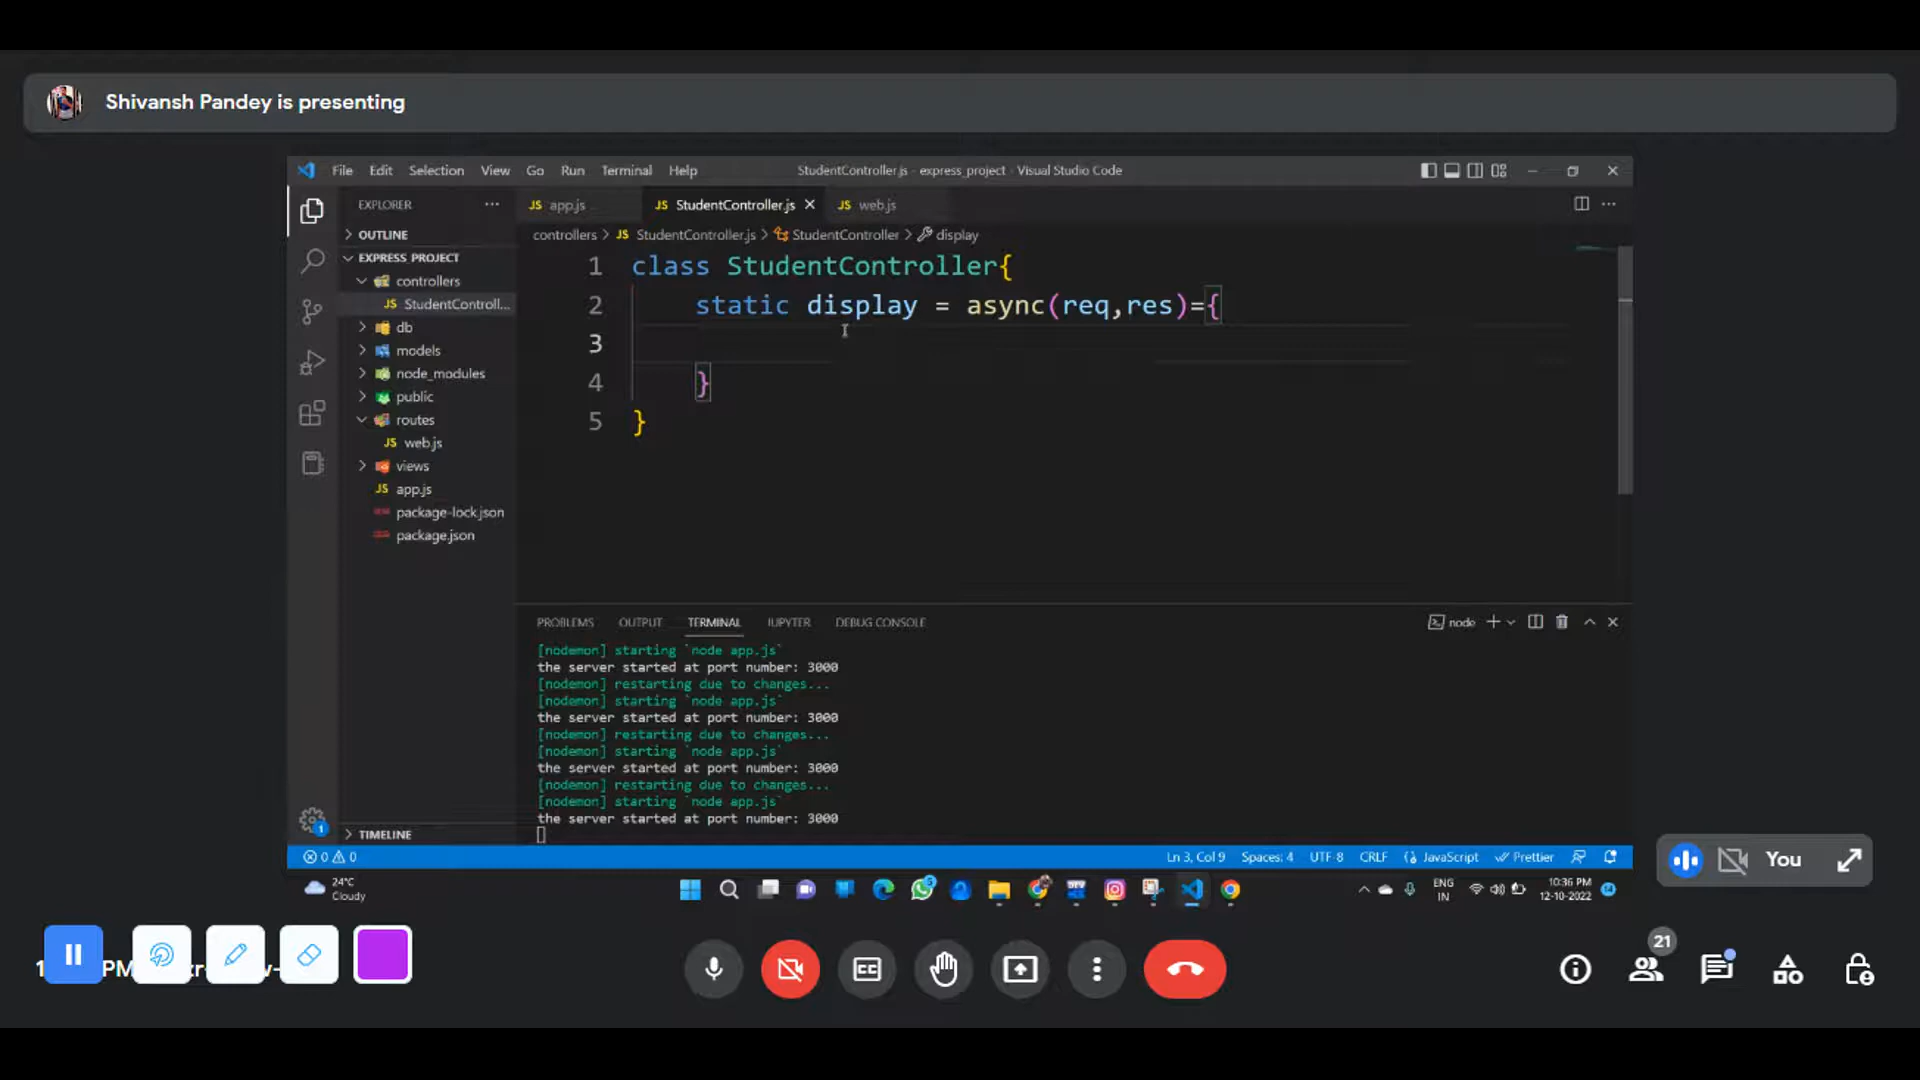 Shivansh Pandey is presenting
File Edit Selection View Go Run Terminal Help StudentController.js - express_project - Visual Studio Code
EXPLORER ... JS app.js JS StudentController.js JS web.js
OUTLINE
controllers > JS StudentController.js > StudentController > display
EXPRESS PROJECT
controllers
JS StudentControll...
db
models
node_modules
public
routes
JS web.js
views
JS app.js
package-lock.json
package.json
1 class StudentController{
2 static display = async(req,res)={
3
4 }
5 }
PROBLEMS OUTPUT TERMINAL JUPYTER DEBUG CONSOLE node
[nodemon] starting `node app.js`
the server started at port number: 3000
[nodemon] restarting due to changes...
[nodemon] starting `node app.js`
the server started at port number: 3000
[nodemon] restarting due to changes...
[nodemon] starting `node app.js`
the server started at port number: 3000
[nodemon] restarting due to changes...
[nodemon] starting `node app.js`
the server started at port number: 3000
1
TIMELINE
0 0 Ln 3, Col 9 Spaces: 4 UTF-8 CRLF JavaScript Prettier
You
24°C
Cloudy
ENG
IN
10:36 PM
12-10-2022
21
PM